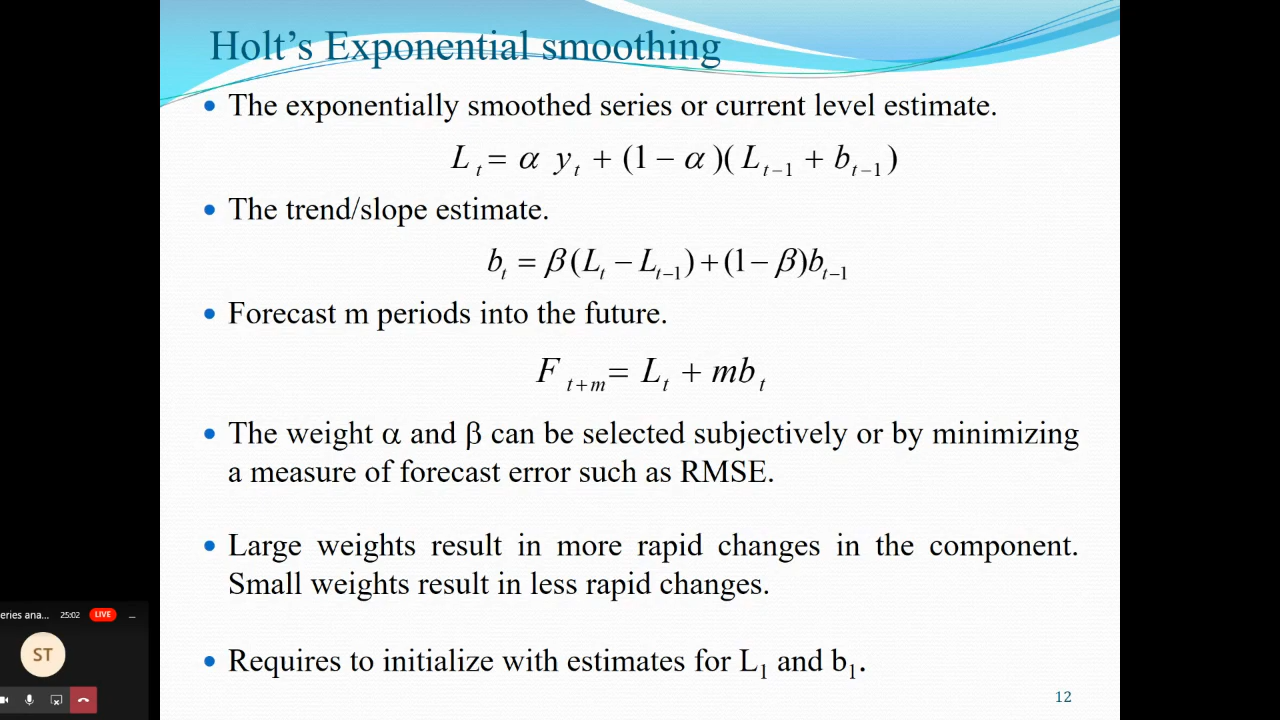 Holt's Exponential smoothing
• The exponentially smoothed series or current level estimate.
L_t = α y_t + (1 − α)(L_{t−1} + b_{t−1})
• The trend/slope estimate.
b_t = β(L_t − L_{t−1}) + (1 − β)b_{t−1}
• Forecast m periods into the future.
F_{t+m} = L_t + mb_t
• The weight α and β can be selected subjectively or by minimizing
a measure of forecast error such as RMSE.
• Large weights result in more rapid changes in the component.
Small weights result in less rapid changes.
• Requires to initialize with estimates for L₁ and b₁.
12
eries ana... 25:02 LIVE
ST